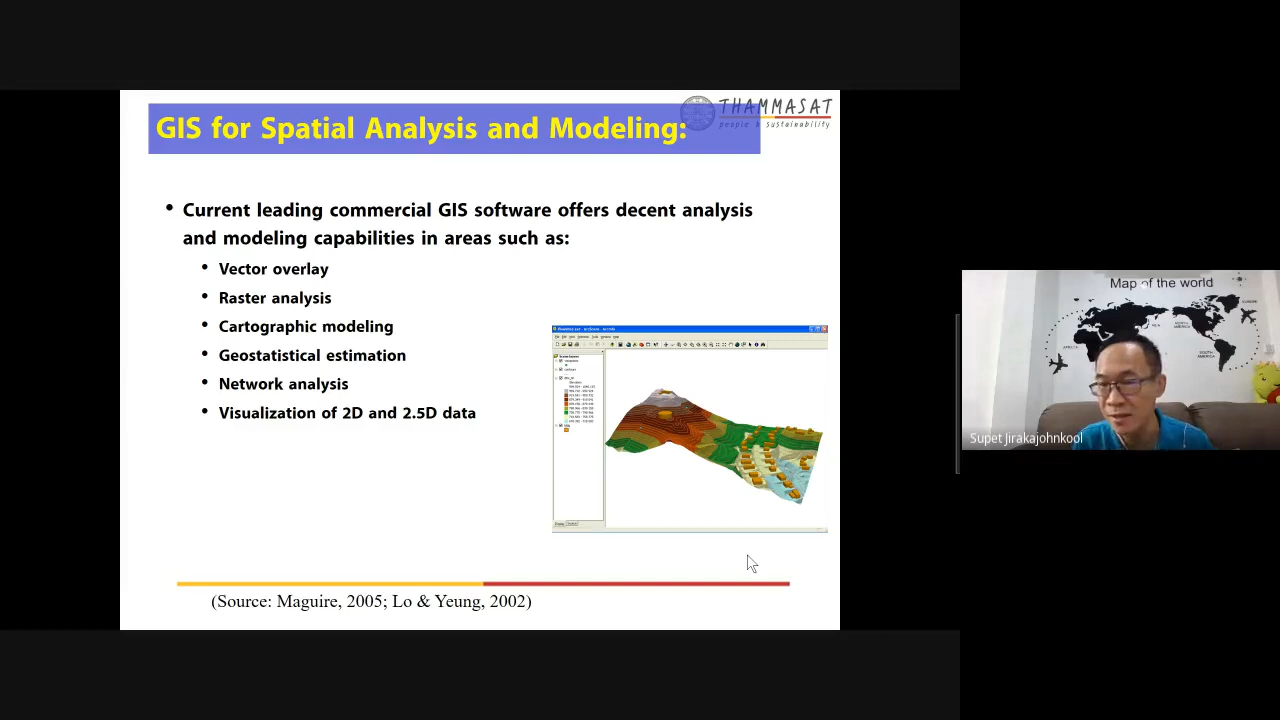 GIS for Spatial Analysis and Modeling:
THAMMASAT
people & sustainability
• Current leading commercial GIS software offers decent analysis
and modeling capabilities in areas such as:
• Vector overlay
• Raster analysis
• Cartographic modeling
• Geostatistical estimation
• Network analysis
• Visualization of 2D and 2.5D data
(Source: Maguire, 2005; Lo & Yeung, 2002)
Map of the world
Supet Jirakajohnkool